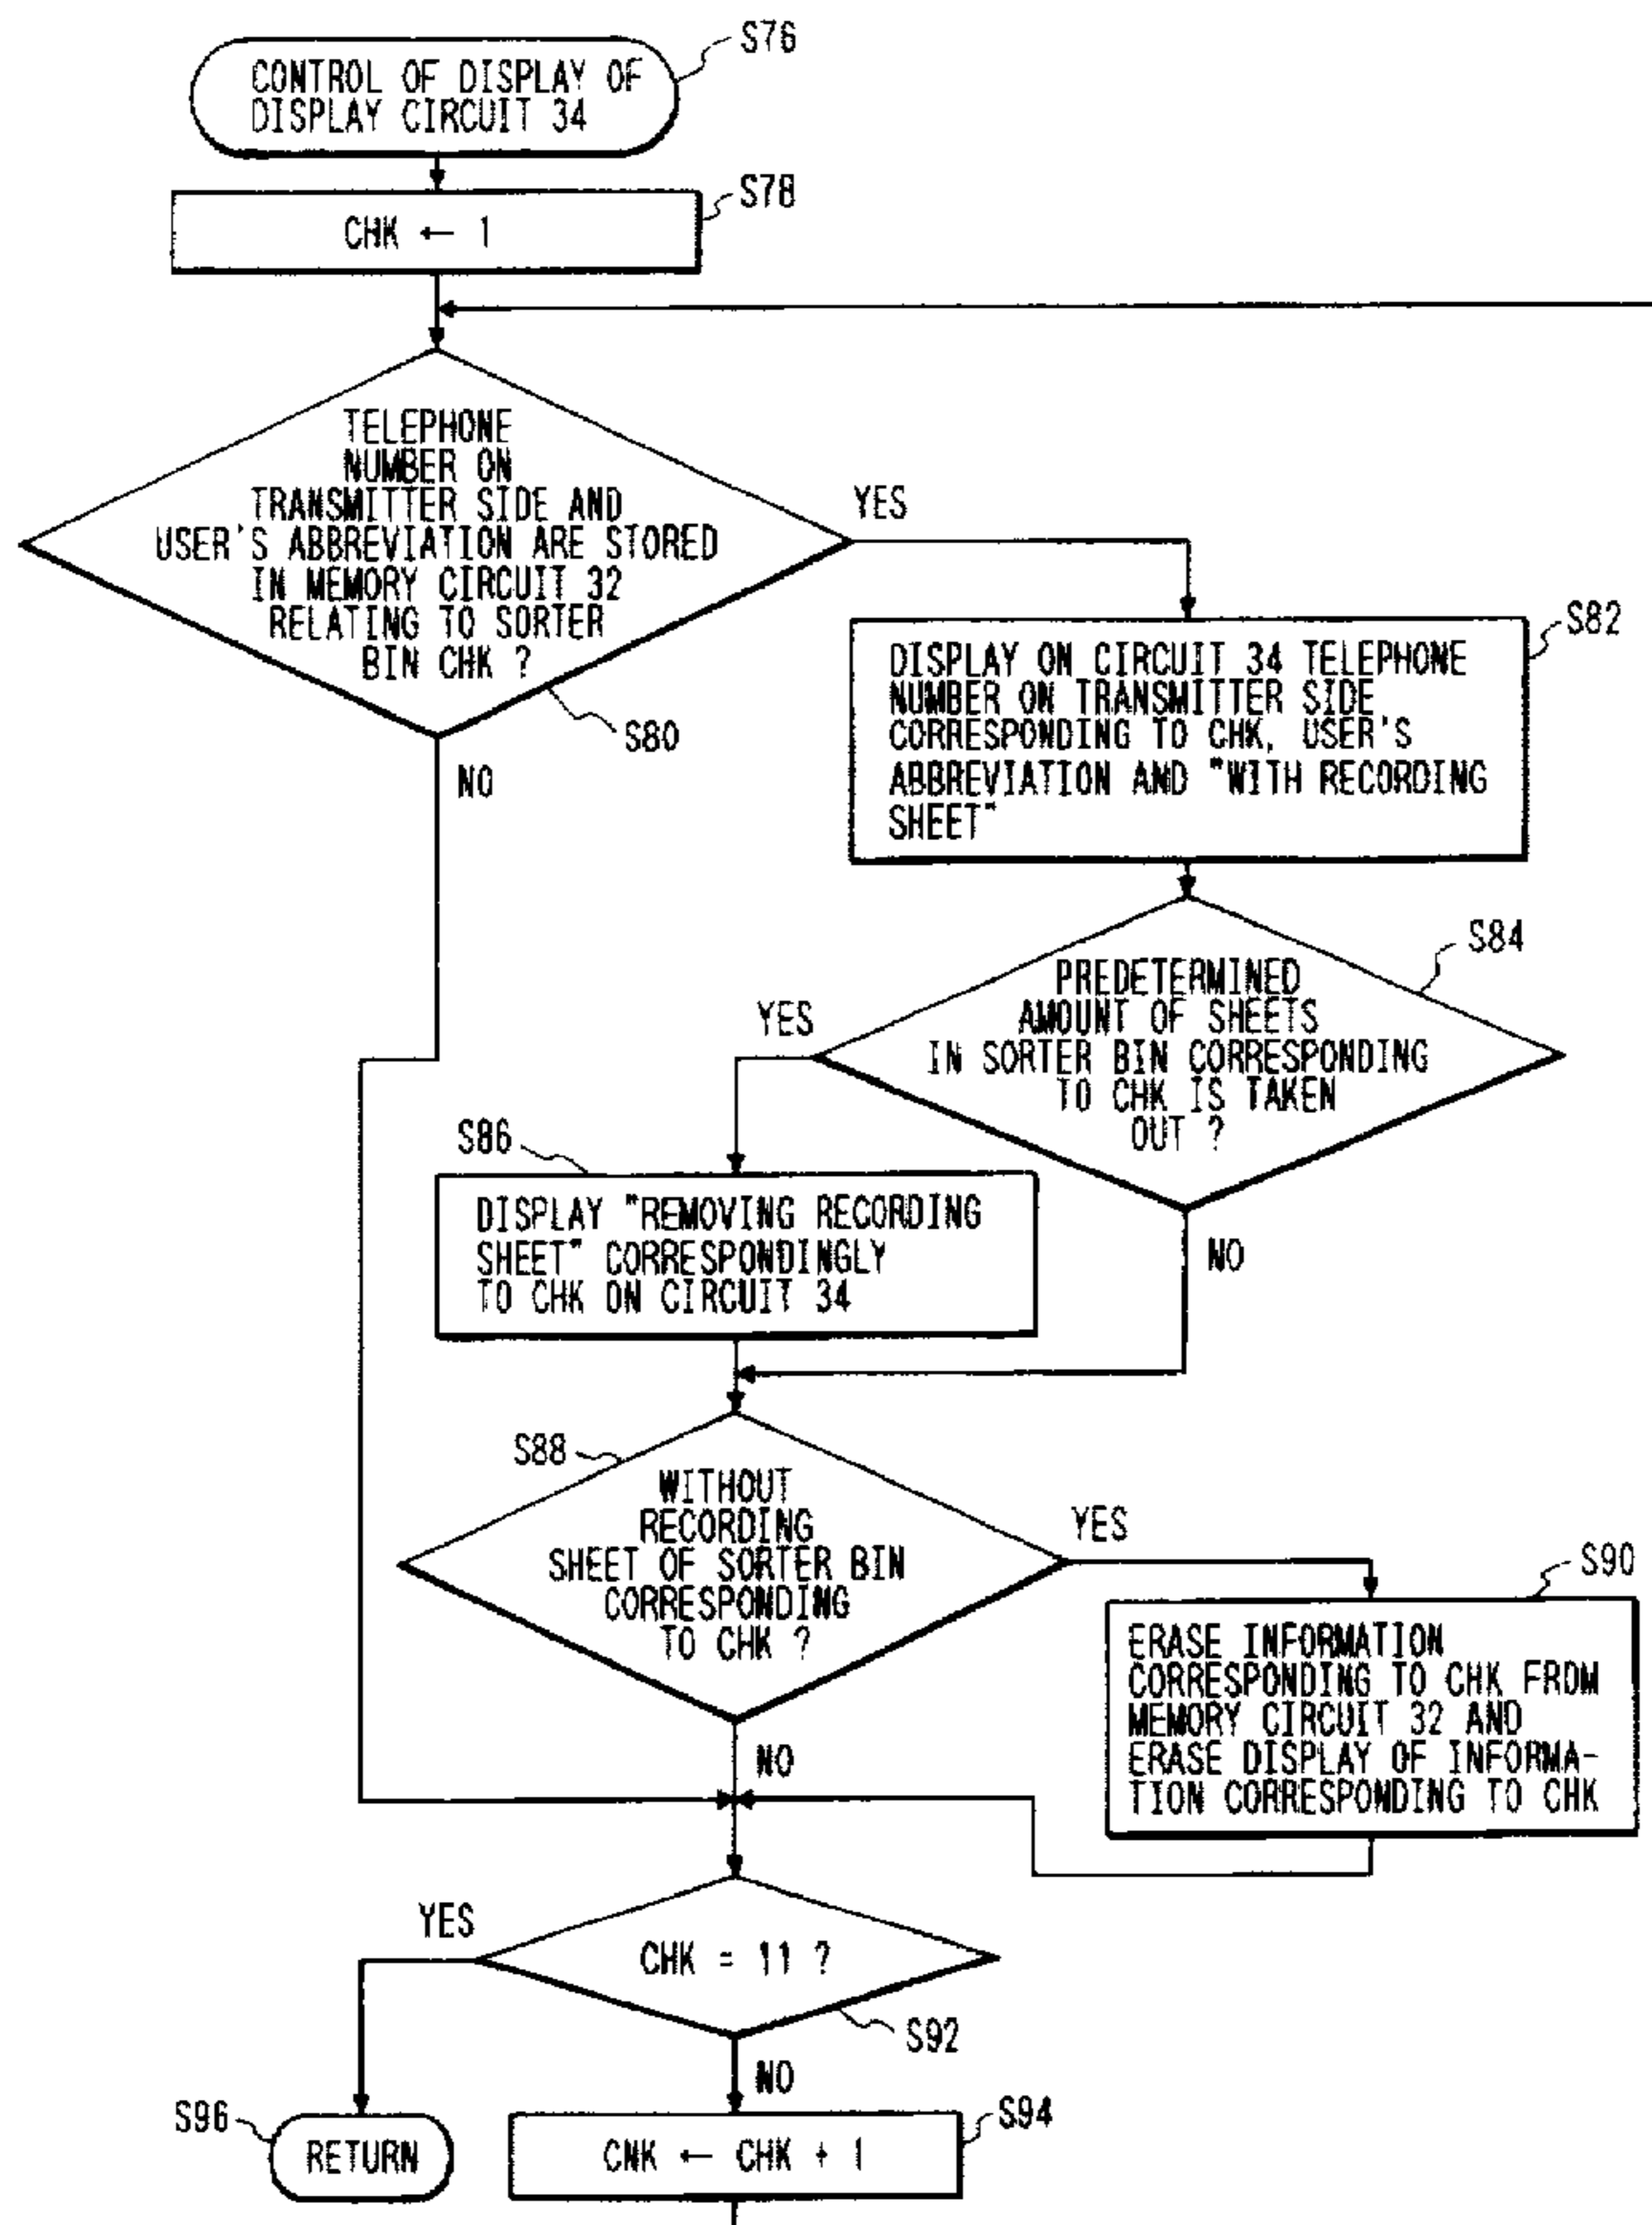 S76
CONTROL OF DISPLAY OF
DISPLAY CIRCUIT 34
S78
CHK ← 1
TELEPHONE
NUMBER ON
TRANSMITTER SIDE AND
USER'S ABBREVIATION ARE STORED
IN MEMORY CIRCUIT 32
RELATING TO SORTER
BIN CHK ?
YES
S80
NO
S82
DISPLAY ON CIRCUIT 34 TELEPHONE
NUMBER ON TRANSMITTER SIDE
CORRESPONDING TO CHK, USER'S
ABBREVIATION AND "WITH RECORDING
SHEET"
S84
PREDETERMINED
AMOUNT OF SHEETS
IN SORTER BIN CORRESPONDING
TO CHK IS TAKEN
OUT ?
YES
NO
S86
DISPLAY "REMOVING RECORDING
SHEET" CORRESPONDINGLY
TO CHK ON CIRCUIT 34
S88
WITHOUT
RECORDING
SHEET OF SORTER BIN
CORRESPONDING
TO CHK ?
YES
NO
S90
ERASE INFORMATION
CORRESPONDING TO CHK FROM
MEMORY CIRCUIT 32 AND
ERASE DISPLAY OF INFORMA-
TION CORRESPONDING TO CHK
YES
CHK = 11 ?
S92
NO
S96
RETURN
S94
CNK ← CHK + 1